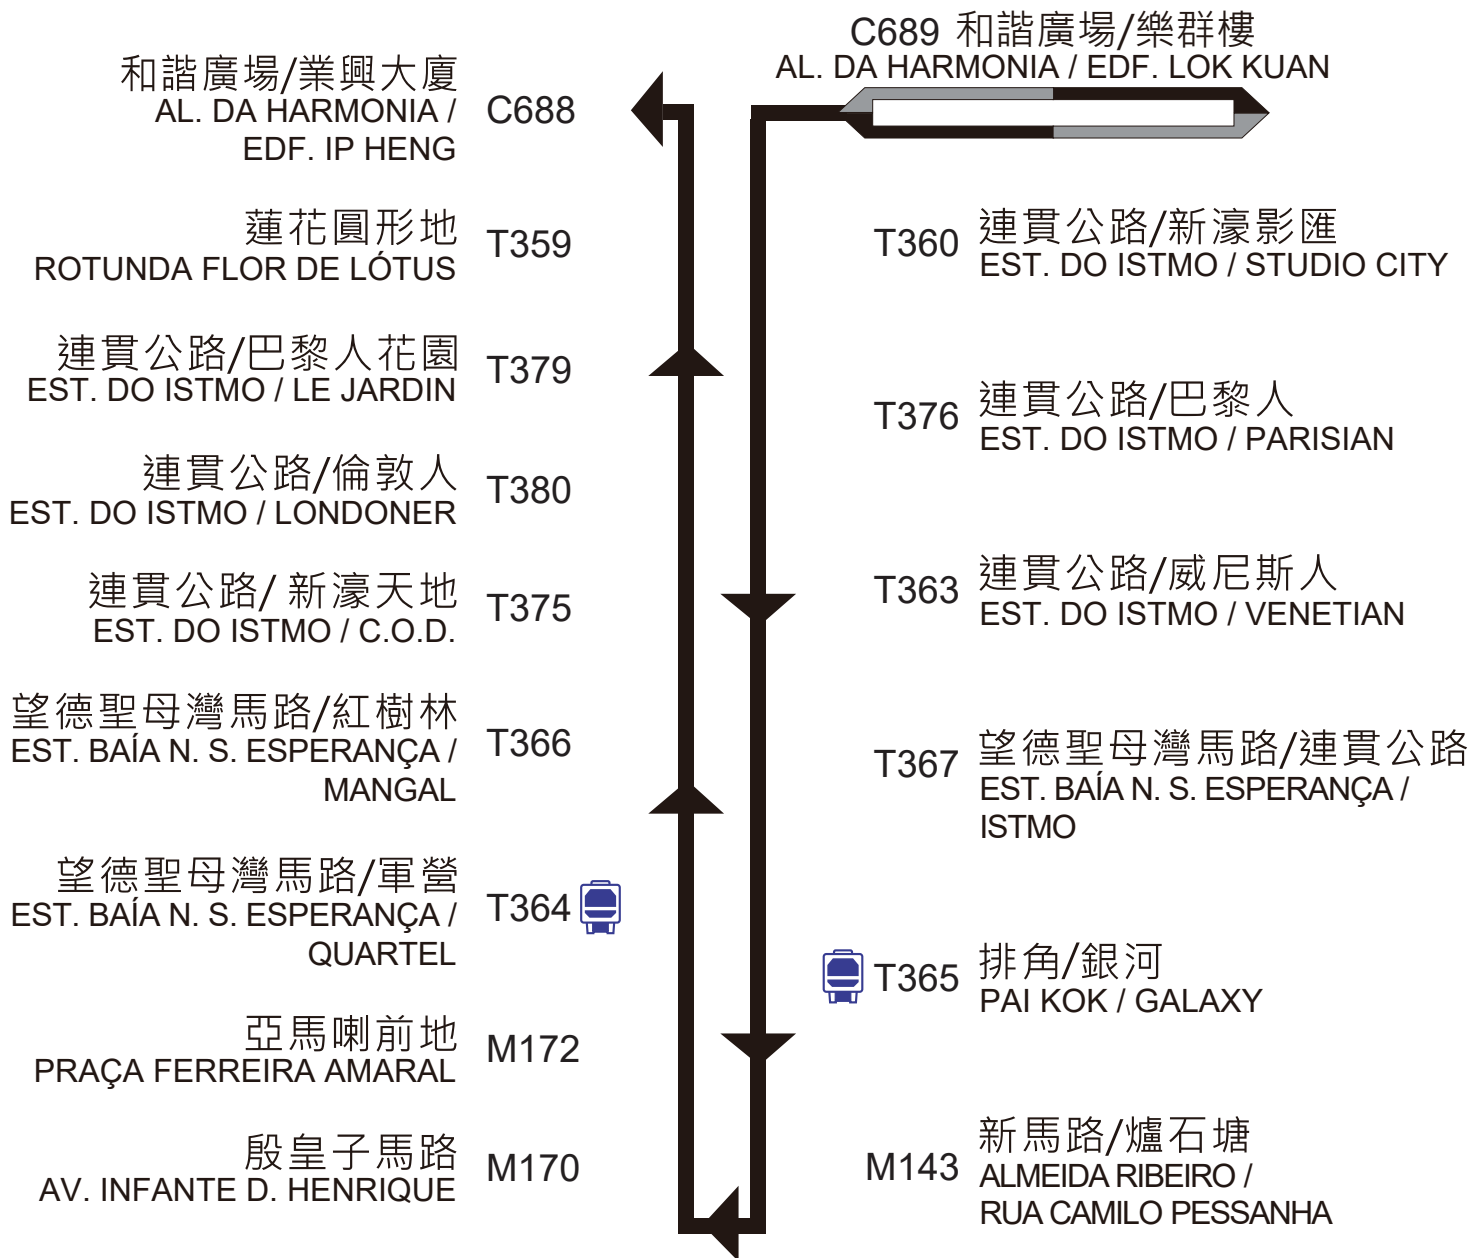 C689 和諧廣場/樂群樓
AL. DA HARMONIA / EDF. LOK KUAN
和諧廣場/業興大廈
AL. DA HARMONIA /
EDF. IP HENG
C688
蓮花圓形地
ROTUNDA FLOR DE LÓTUS
T359
連貫公路/巴黎人花園
EST. DO ISTMO / LE JARDIN
T379
連貫公路/倫敦人
EST. DO ISTMO / LONDONER
T380
連貫公路/ 新濠天地
EST. DO ISTMO / C.O.D.
T375
望德聖母灣馬路/紅樹林
EST. BAÍA N. S. ESPERANÇA /
MANGAL
T366
望德聖母灣馬路/軍營
EST. BAÍA N. S. ESPERANÇA /
QUARTEL
T364
亞馬喇前地
PRAÇA FERREIRA AMARAL
M172
殷皇子馬路
AV. INFANTE D. HENRIQUE
M170
T360
連貫公路/新濠影匯
EST. DO ISTMO / STUDIO CITY
T376
連貫公路/巴黎人
EST. DO ISTMO / PARISIAN
T363
連貫公路/威尼斯人
EST. DO ISTMO / VENETIAN
T367
望德聖母灣馬路/連貫公路
EST. BAÍA N. S. ESPERANÇA /
ISTMO
T365
排角/銀河
PAI KOK / GALAXY
M143
新馬路/爐石塘
ALMEIDA RIBEIRO /
RUA CAMILO PESSANHA